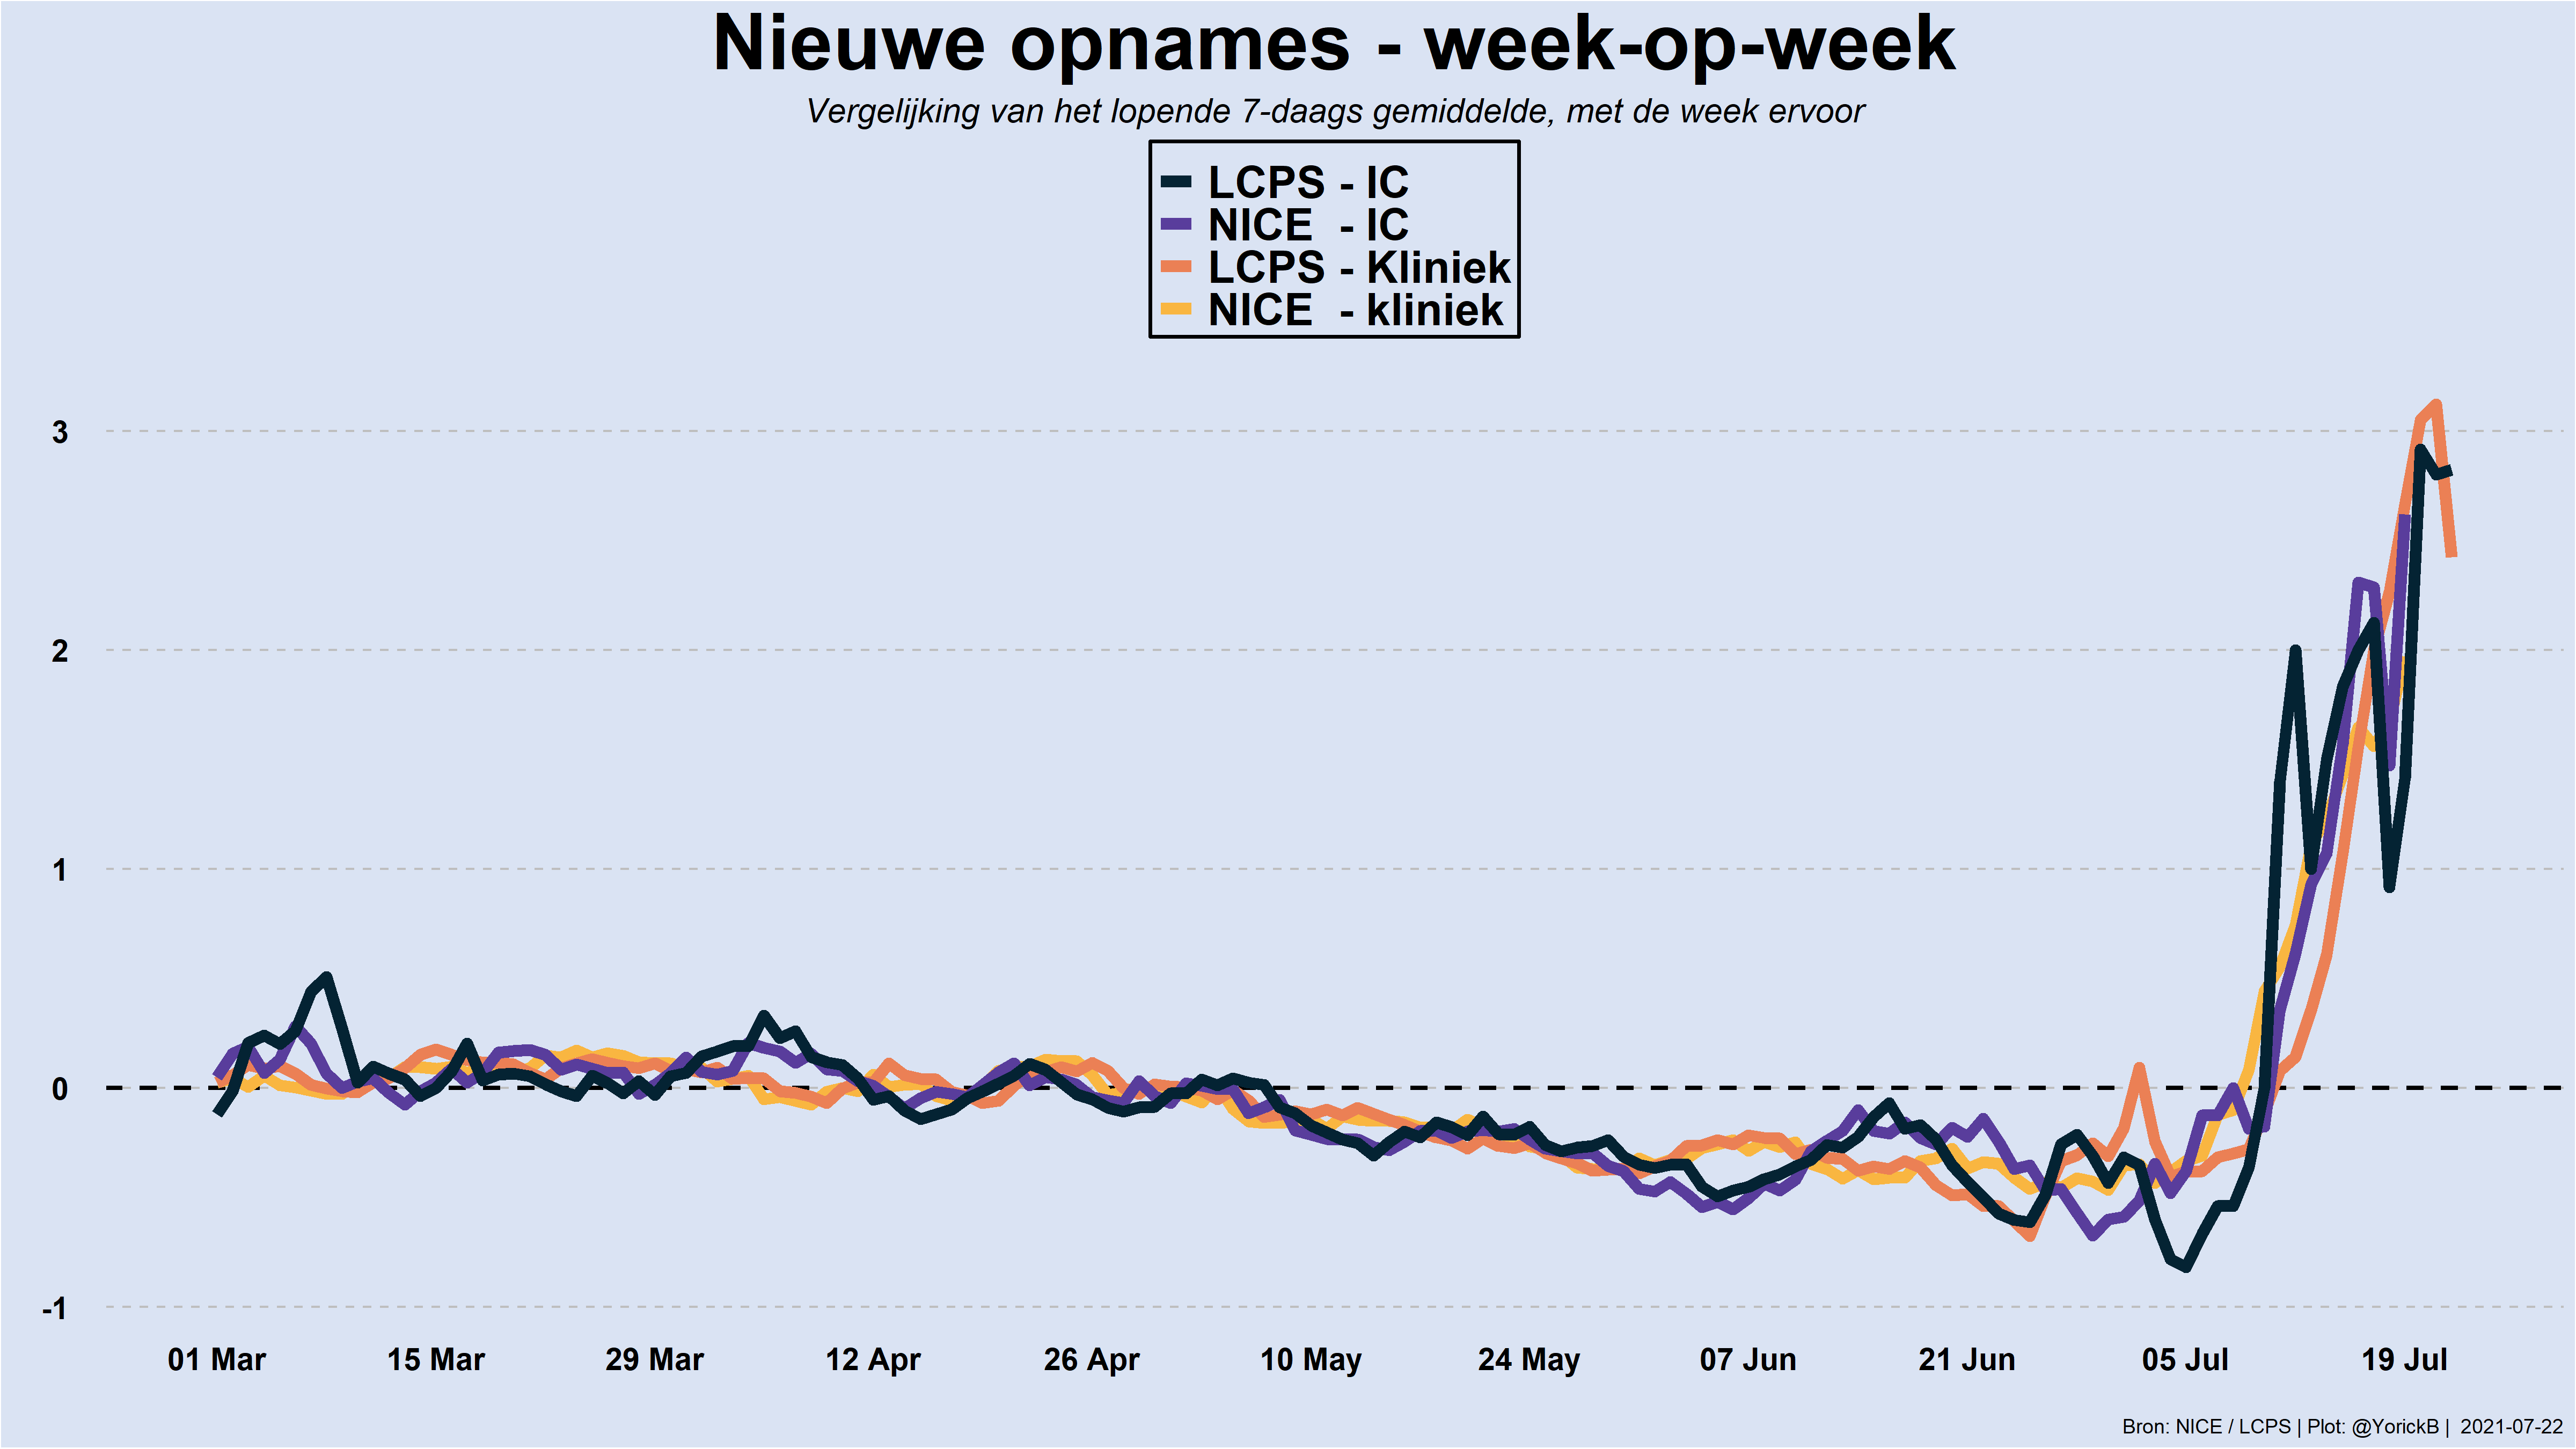 Nieuwe opnames - week-op-week
Vergelijking van het lopende 7-daags gemiddelde, met de week ervoor
LCPS - IC
NICE - IC
LCPS - Kliniek
NICE - kliniek
3
2
1
0
-1
01 Mar 15 Mar 29 Mar 12 Apr 26 Apr 10 May 24 May 07 Jun 21 Jun 05 Jul 19 Jul
Bron: NICE / LCPS | Plot: @YorickB | 2021-07-22